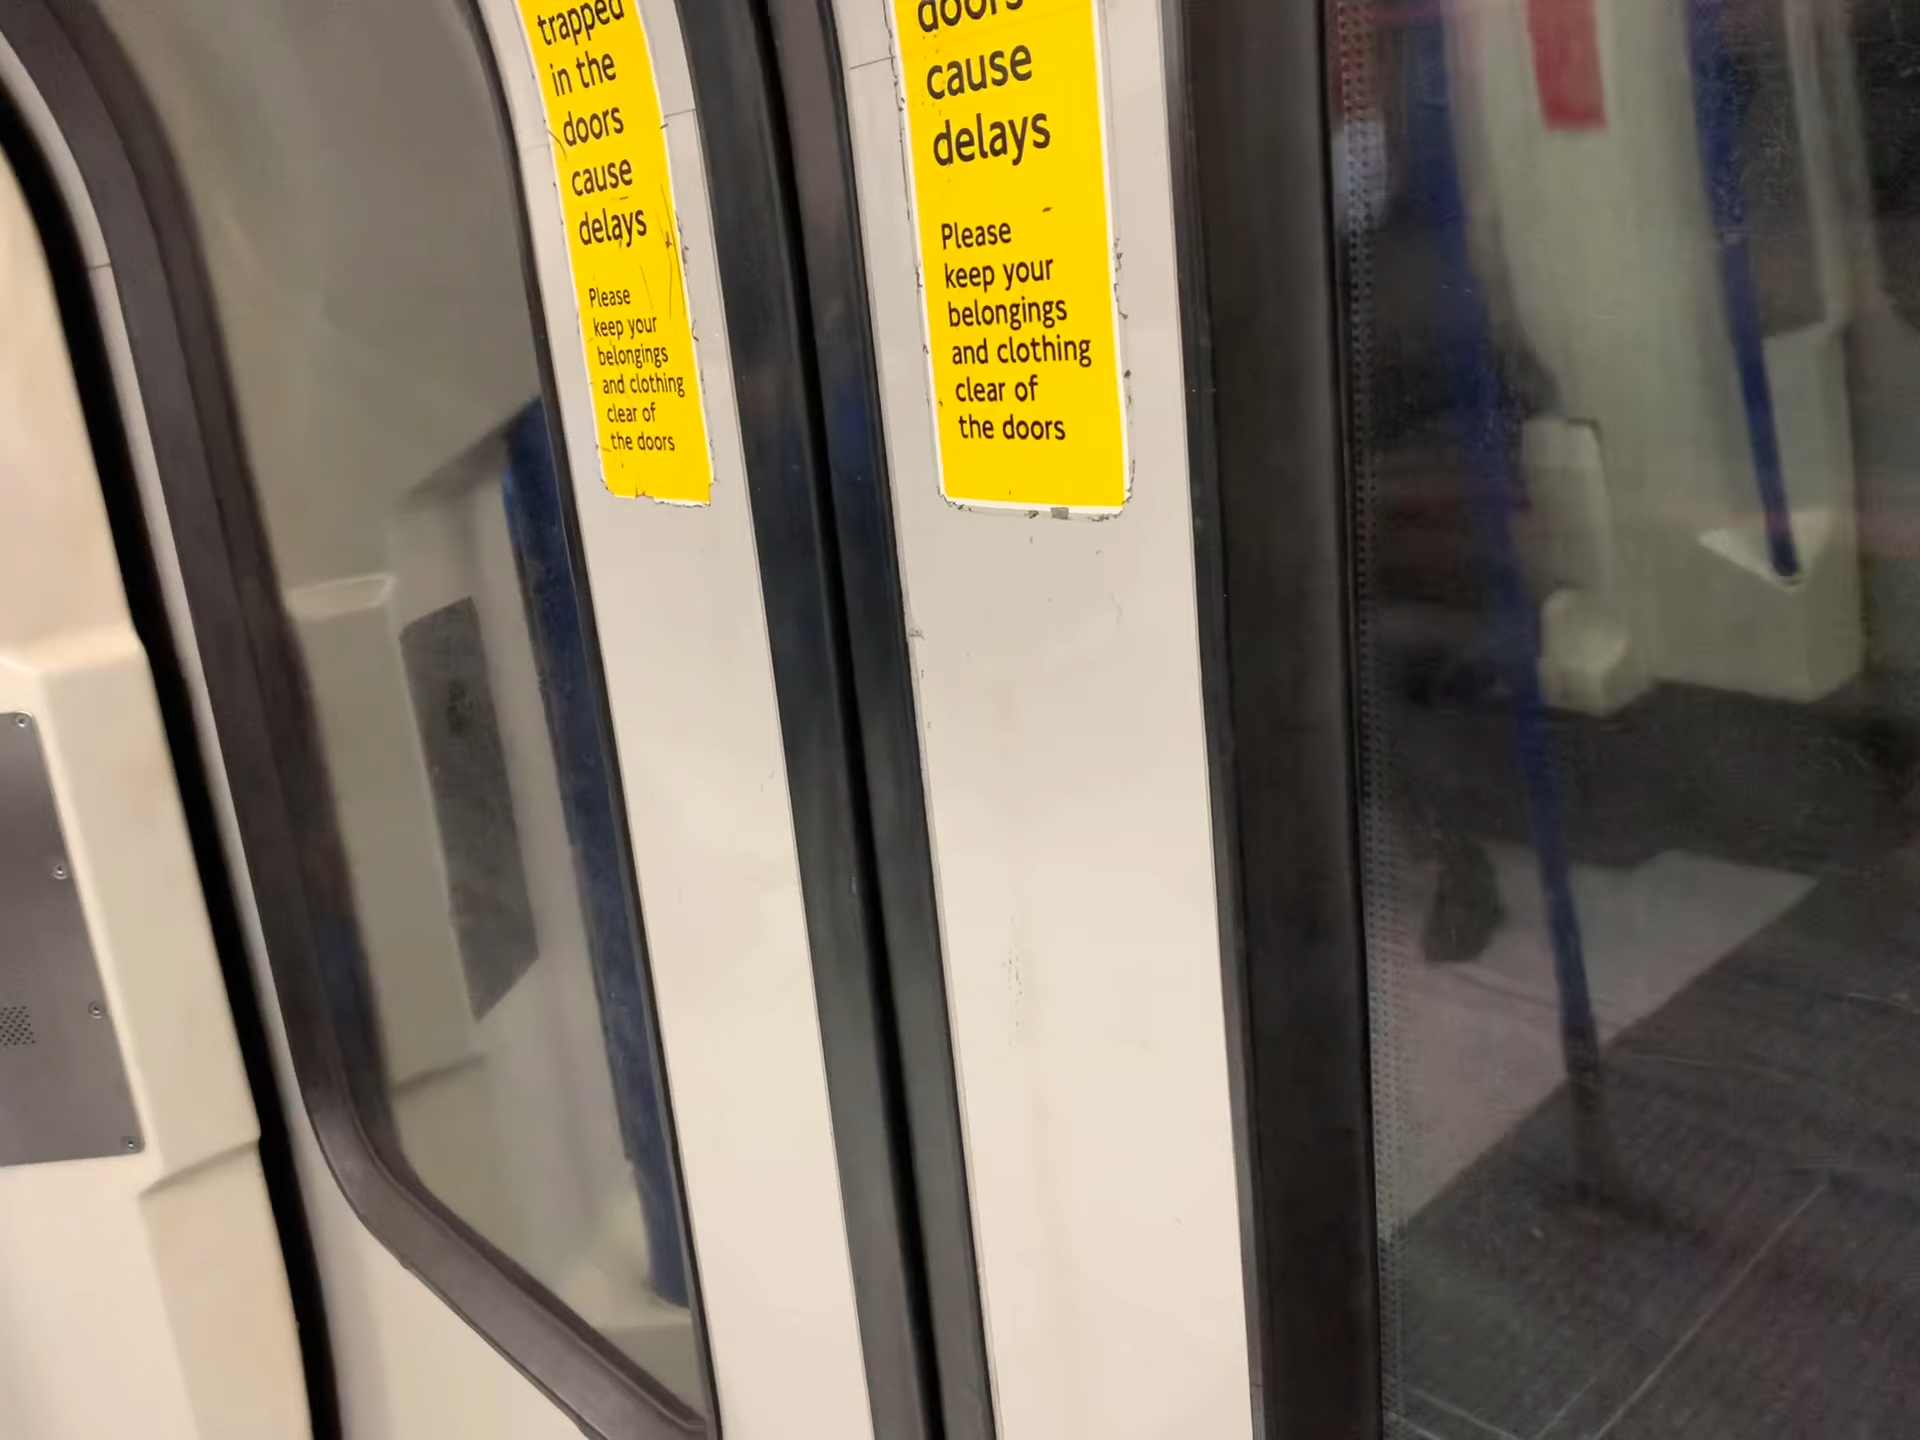 trapped
in the
doors
cause
delays
Please
keep your
belongings
and clothing
clear of
the doors
doors
cause
delays
Please
keep your
belongings
and clothing
clear of
the doors